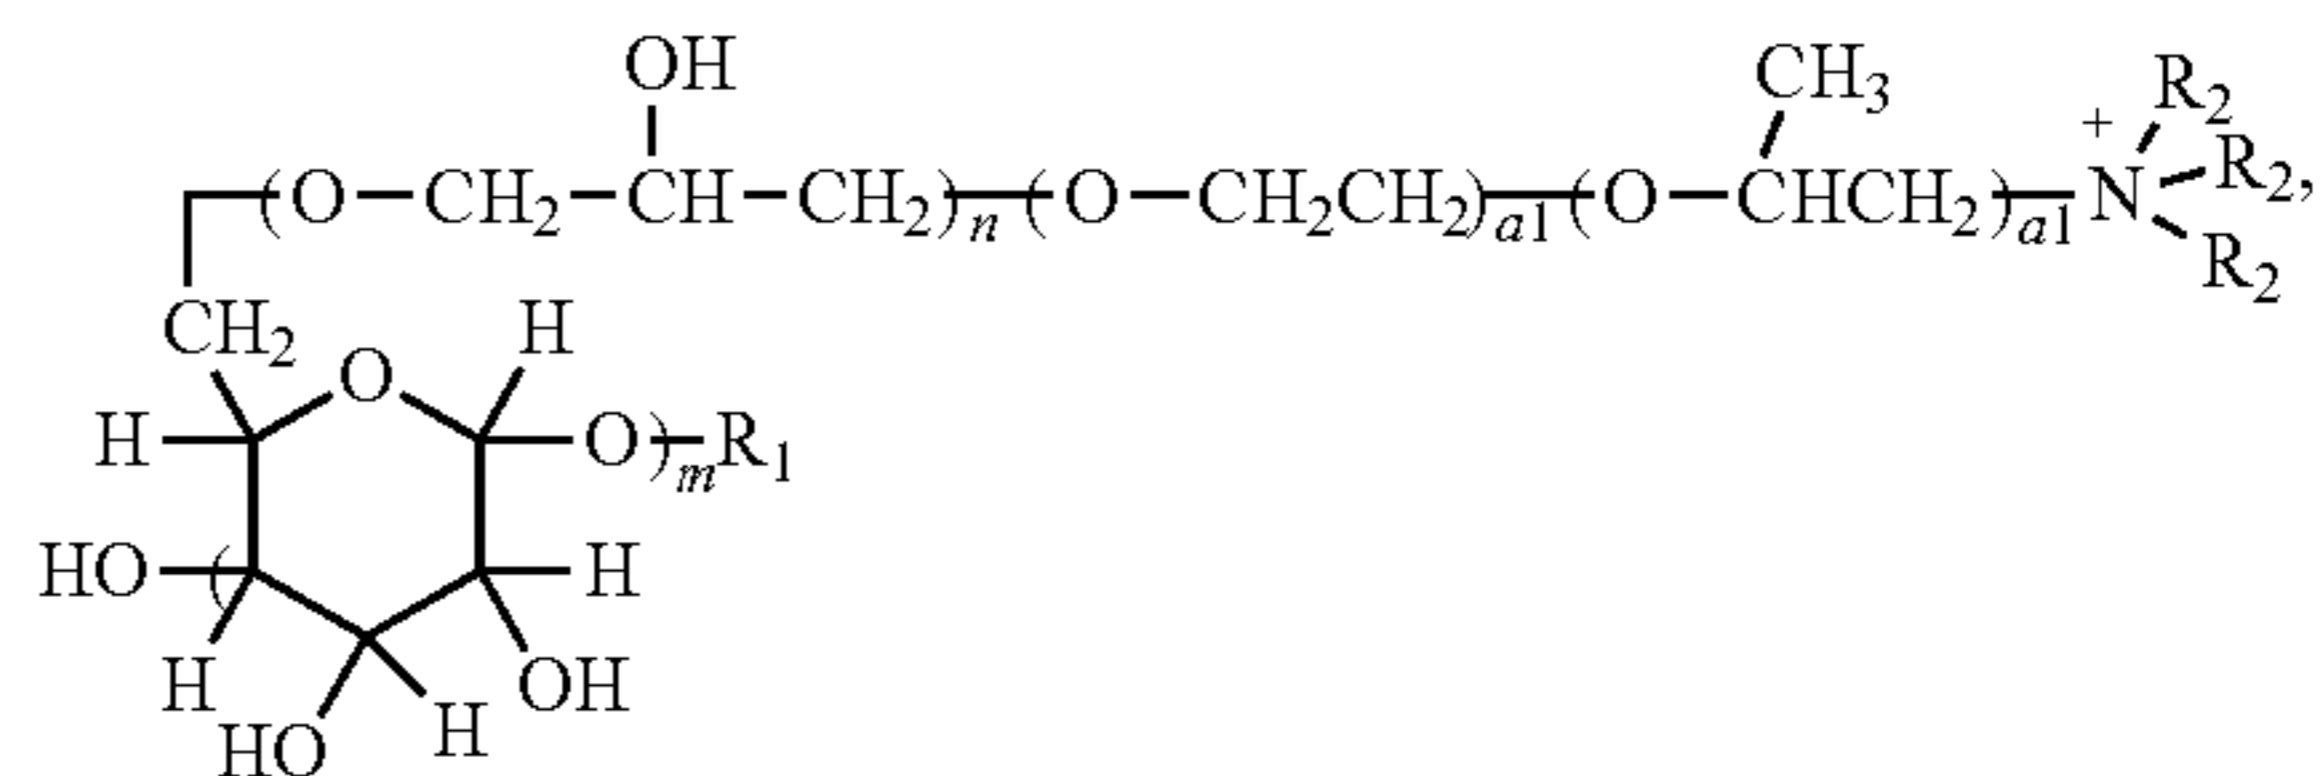 OH CH₃ R₂
(O—CH₂—CH—CH₂)n—(O—CH₂CH₂)a1—(O—CHCH₂)a1—N⁺ R₂,
R₂
CH₂ H
O
H O)m—R₁
HO ( H
H OH
HO H